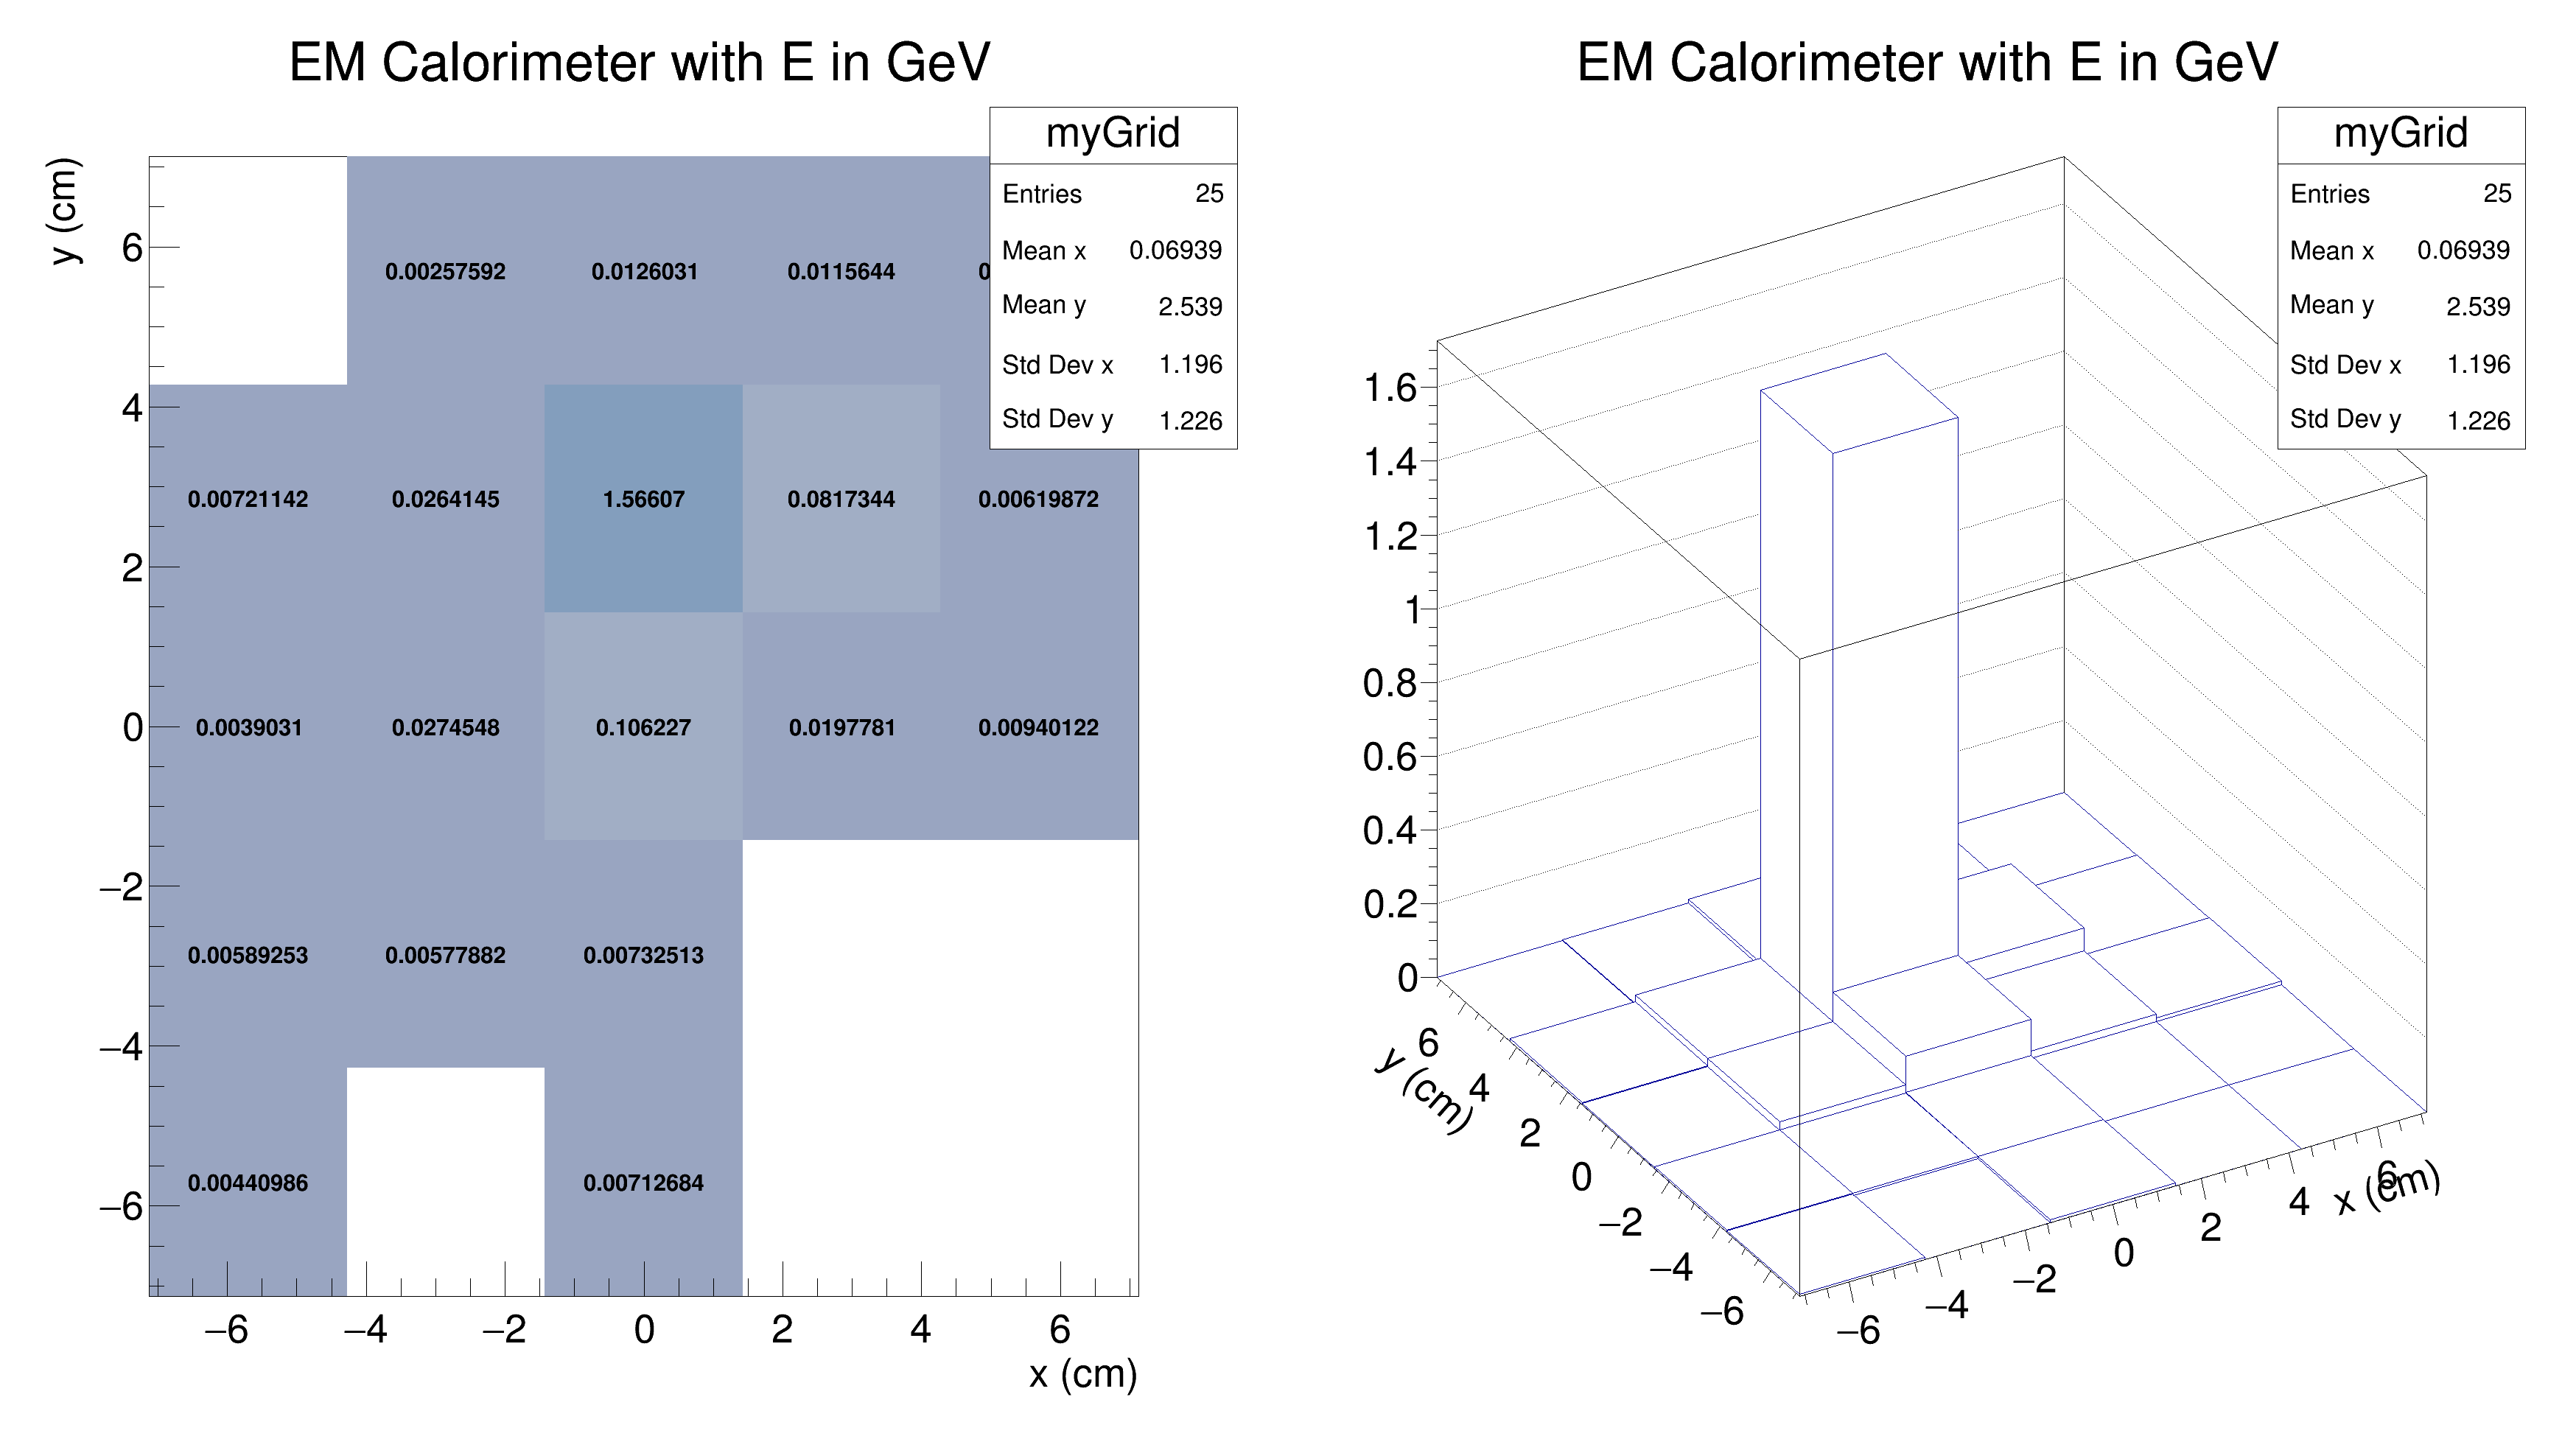 EM Calorimeter with E in GeV
myGrid
Entries 25
Mean x 0.06939
Mean y 2.539
Std Dev x 1.196
Std Dev y 1.226
y (cm)
6
4
2
0
−2
−4
−6
0.00257592 0.0126031 0.0115644
0.00721142 0.0264145 1.56607 0.0817344 0.00619872
0.0039031 0.0274548 0.106227 0.0197781 0.00940122
0.00589253 0.00577882 0.00732513
0.00440986 0.00712684
−6 −4 −2 0 2 4 6
x (cm)
EM Calorimeter with E in GeV
myGrid
Entries 25
Mean x 0.06939
Mean y 2.539
Std Dev x 1.196
Std Dev y 1.226
1.6
1.4
1.2
1
0.8
0.6
0.4
0.2
0
y (cm)
6
4
2
0
−2
−4
−6
−6 −4 −2 0 2 4 6
x (cm)